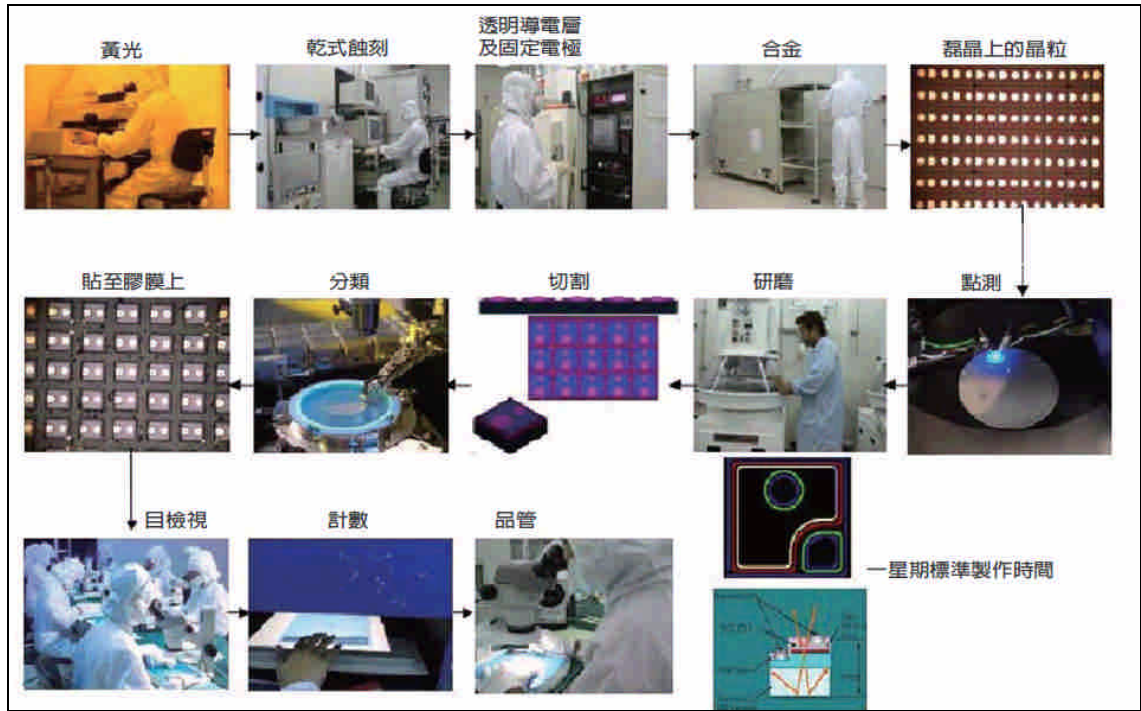 黃光
乾式蝕刻
透明導電層
及固定電極
合金
磊晶上的晶粒
點測
研磨
切割
分類
貼至膠膜上
目檢視
計數
品管
一星期標準製作時間